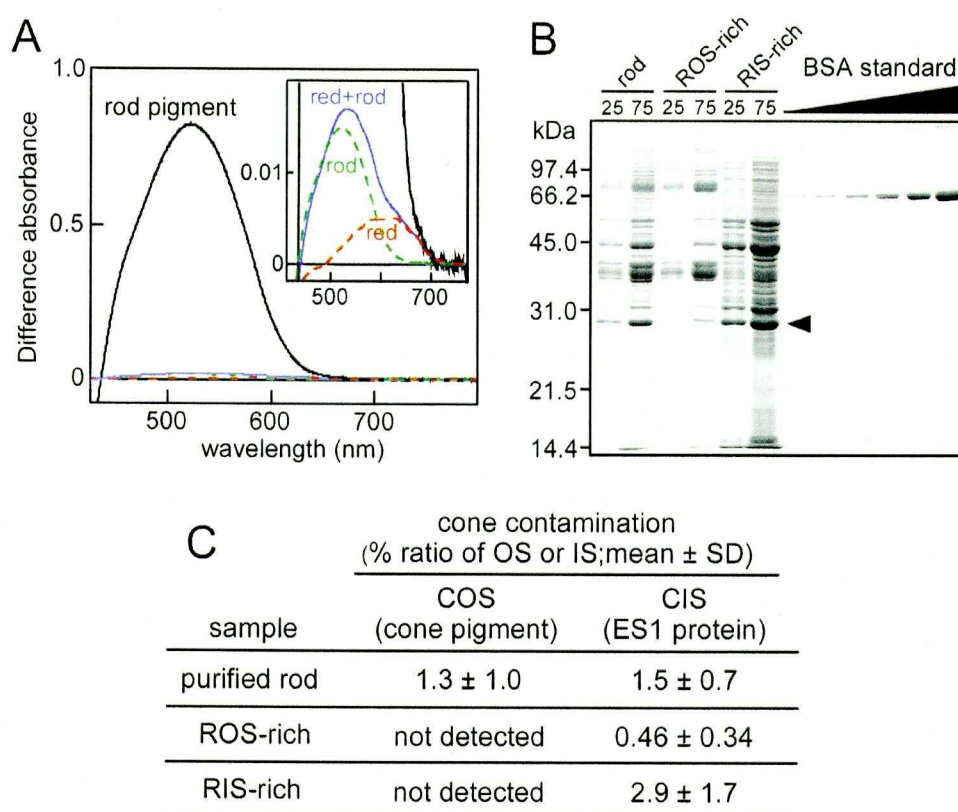 A
1.0
0.5
0
Difference absorbance
rod pigment
500
600
700
wavelength (nm)
red+rod
rod
red
0.01
0
500
700
B
rod
ROS-rich
RIS-rich
BSA standard
25 75 25 75 25 75
kDa
97.4
66.2
45.0
31.0
21.5
14.4
C
cone contamination
(% ratio of OS or IS;mean ± SD)
COS CIS
sample (cone pigment) (ES1 protein)
purified rod 1.3 ± 1.0 1.5 ± 0.7
ROS-rich not detected 0.46 ± 0.34
RIS-rich not detected 2.9 ± 1.7